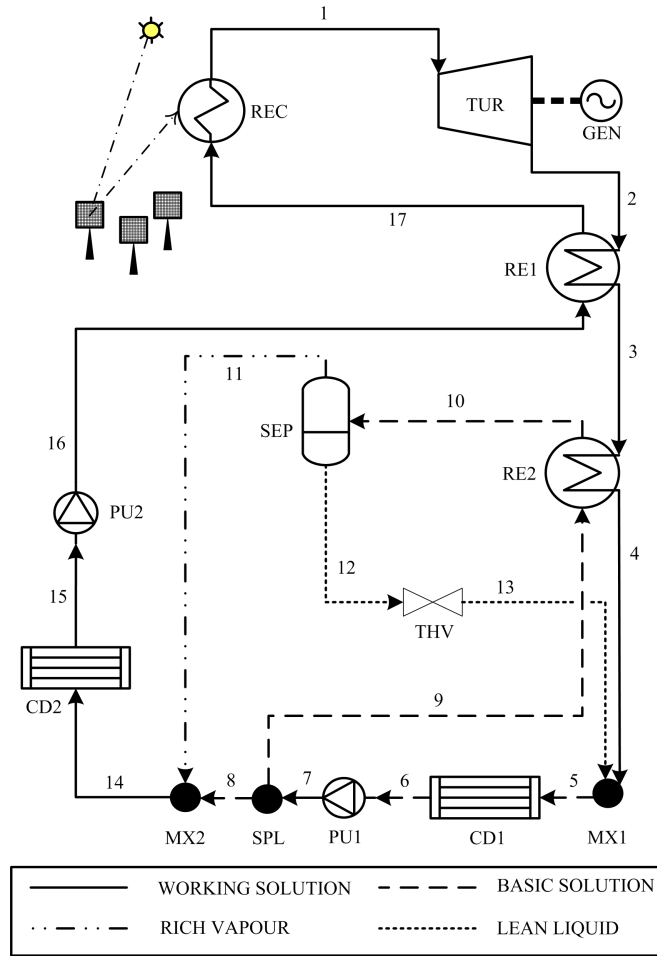 1
TUR
GEN
REC
2
17
RE1
3
11
10
SEP
RE2
16
PU2
4
12
13
THV
15
9
CD2
14
8
7
6
5
MX2
SPL
PU1
CD1
MX1
WORKING SOLUTION
BASIC SOLUTION
RICH VAPOUR
LEAN LIQUID